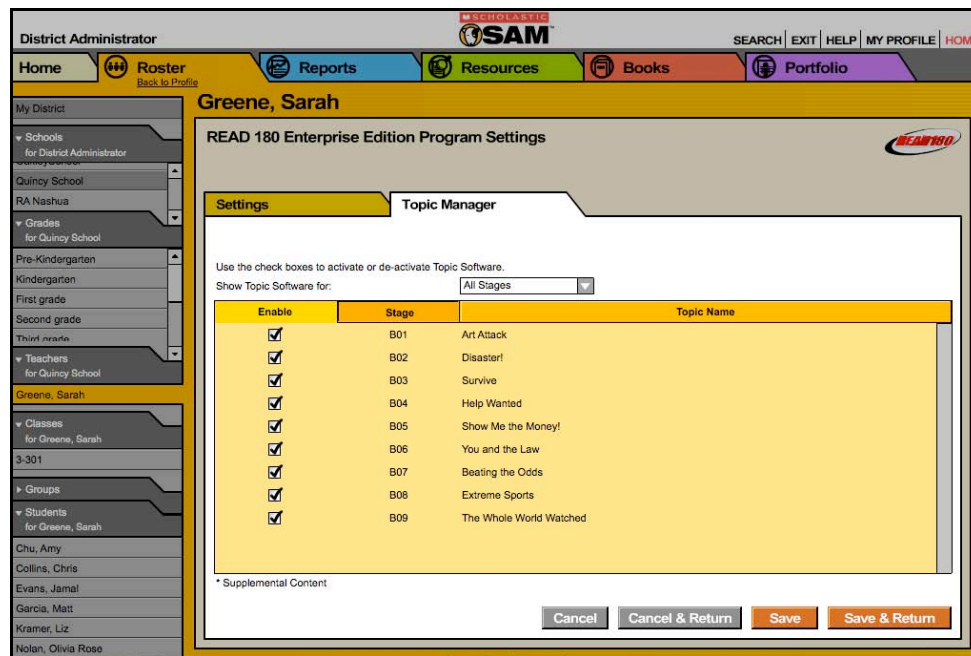 SCHOLASTIC
District Administrator
SAM
SEARCH EXIT HELP MY PROFILE HOM
Home
Roster
Back to Profile
Reports
Resources
Books
Portfolio
My District
Schools
for District Administrator
Quincy School
RA Nashua
Grades
for Quincy School
Pre-Kindergarten
Kindergarten
First grade
Second grade
Third grade
Teachers
for Quincy School
Greene, Sarah
Classes
for Greene, Sarah
3-301
Groups
Students
for Greene, Sarah
Chu, Amy
Collins, Chris
Evans, Jamal
Garcia, Matt
Kramer, Liz
Nolan, Olivia Rose
Greene, Sarah
READ 180 Enterprise Edition Program Settings
READ 180
Settings
Topic Manager
Use the check boxes to activate or de-activate Topic Software.
Show Topic Software for: All Stages
Enable Stage Topic Name
B01 Art Attack
B02 Disaster!
B03 Survive
B04 Help Wanted
B05 Show Me the Money!
B06 You and the Law
B07 Beating the Odds
B08 Extreme Sports
B09 The Whole World Watched
* Supplemental Content
Cancel Cancel & Return Save Save & Return